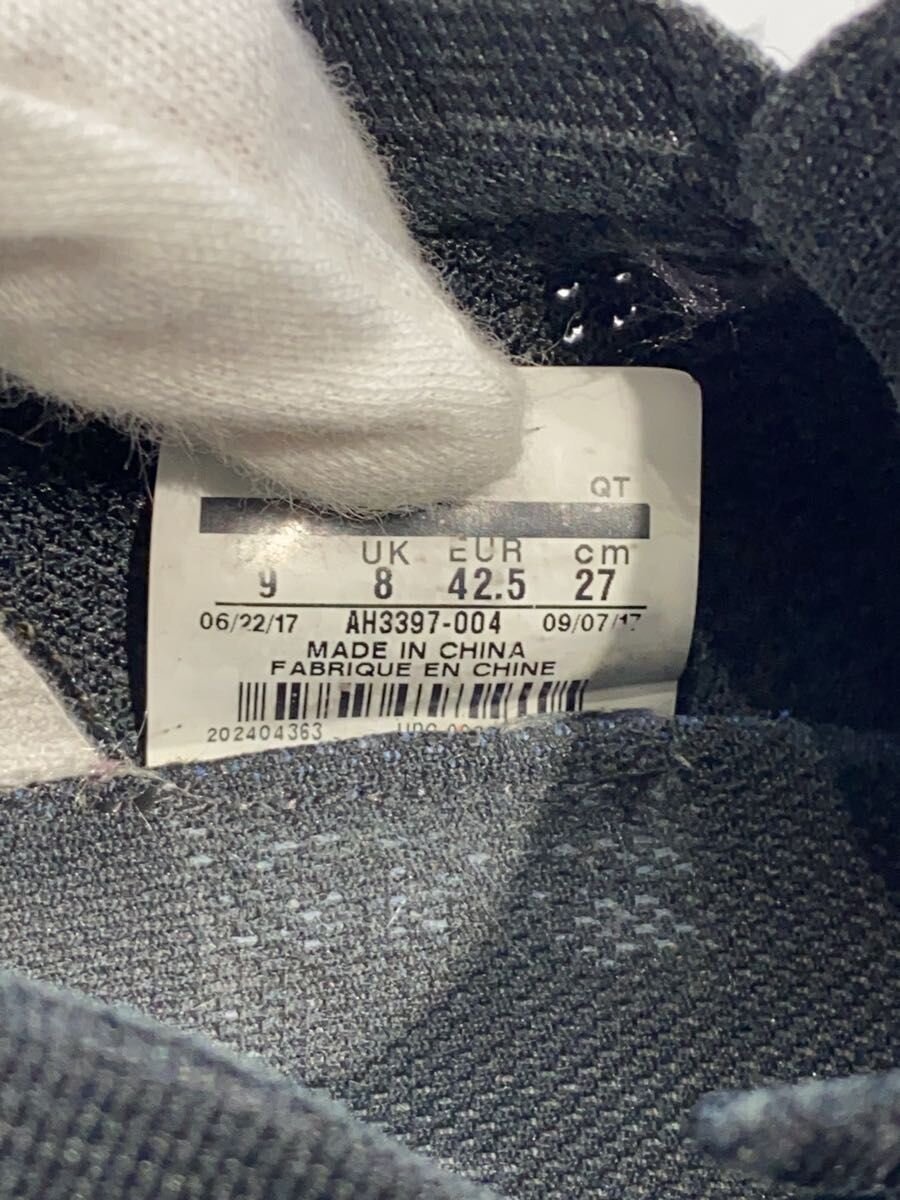 QT
UK EUR cm
9 8 42.5 27
06/22/17 AH3397-004 09/07/17
MADE IN CHINA
FABRIQUE EN CHINE
202404363